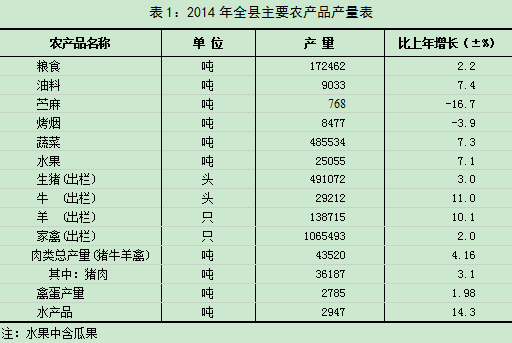 表1：2014年全县主要农产品产量表
农产品名称 单 位 产 量 比上年增长（±%）
粮食 吨 172462 2.2
油料 吨 9033 7.4
苎麻 吨 768 -16.7
烤烟 吨 8477 -3.9
蔬菜 吨 485534 7.3
水果 吨 25055 7.1
生猪(出栏) 头 491072 3.0
牛 (出栏) 头 29212 11.0
羊 (出栏) 只 138715 10.1
家禽(出栏) 只 1065493 2.0
肉类总产量(猪牛羊禽) 吨 43520 4.16
其中：猪肉 吨 36187 3.1
禽蛋产量 吨 2785 1.98
水产品 吨 2947 14.3
注：水果中含瓜果